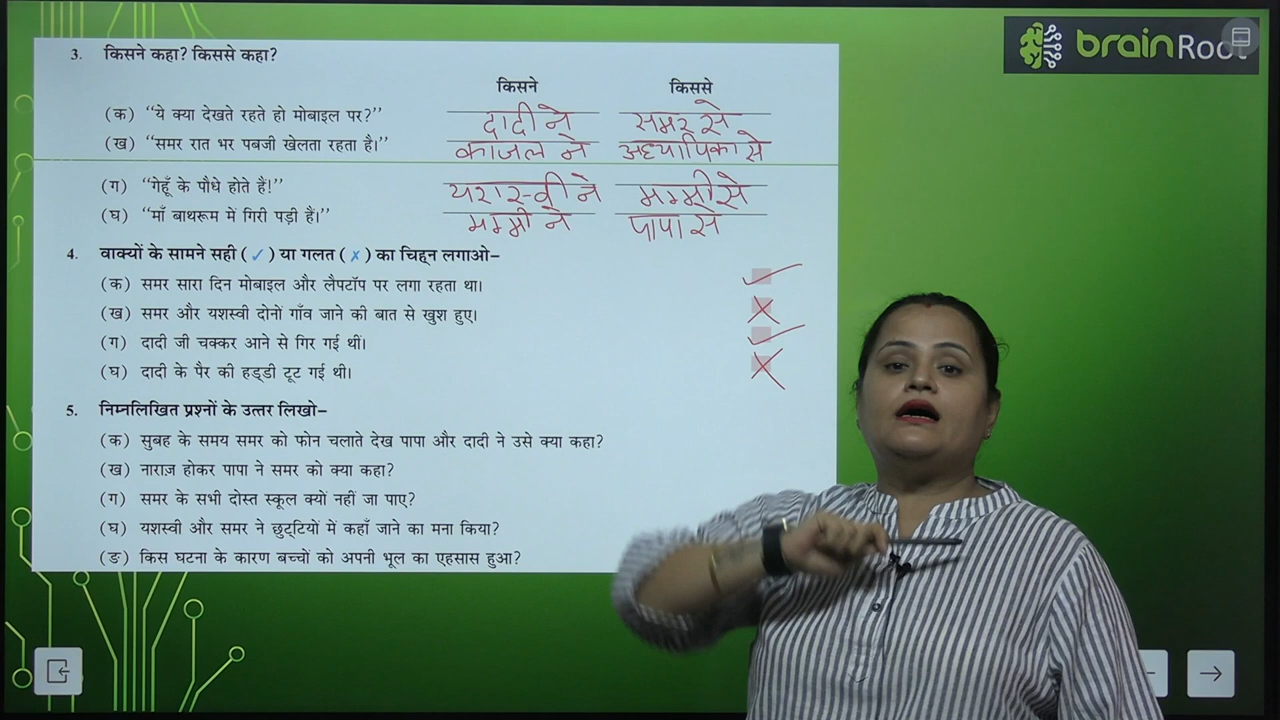 brainRoot
3. किसने कहा? किससे कहा?
किसने किससे
(क) “ये क्या देखते रहते हो मोबाइल पर?” दादी ने समर से
(ख) “समर रात भर पबजी खेलता रहता है।” काजल ने अध्यापिका से
(ग) “गेहूँ के पौधे होते हैं!” यशस्वी ने मम्मी से
(घ) “माँ बाथरूम में गिरी पड़ी हैं।” मम्मी ने पापा से
4. वाक्यों के सामने सही (✓) या गलत (✗) का चिह्न लगाओ–
(क) समर सारा दिन मोबाइल और लैपटॉप पर लगा रहता था। ✓
(ख) समर और यशस्वी दोनों गाँव जाने की बात से खुश हुए। ✗
(ग) दादी जी चक्कर आने से गिर गई थीं। ✓
(घ) दादी के पैर की हड्डी टूट गई थी। ✗
5. निम्नलिखित प्रश्नों के उत्तर लिखो–
(क) सुबह के समय समर को फोन चलाते देख पापा और दादी ने उसे क्या कहा?
(ख) नाराज़ होकर पापा ने समर को क्या कहा?
(ग) समर के सभी दोस्त स्कूल क्यों नहीं जा पाए?
(घ) यशस्वी और समर ने छुट्टियों में कहाँ जाने का मना किया?
(ङ) किस घटना के कारण बच्चों को अपनी भूल का एहसास हुआ?